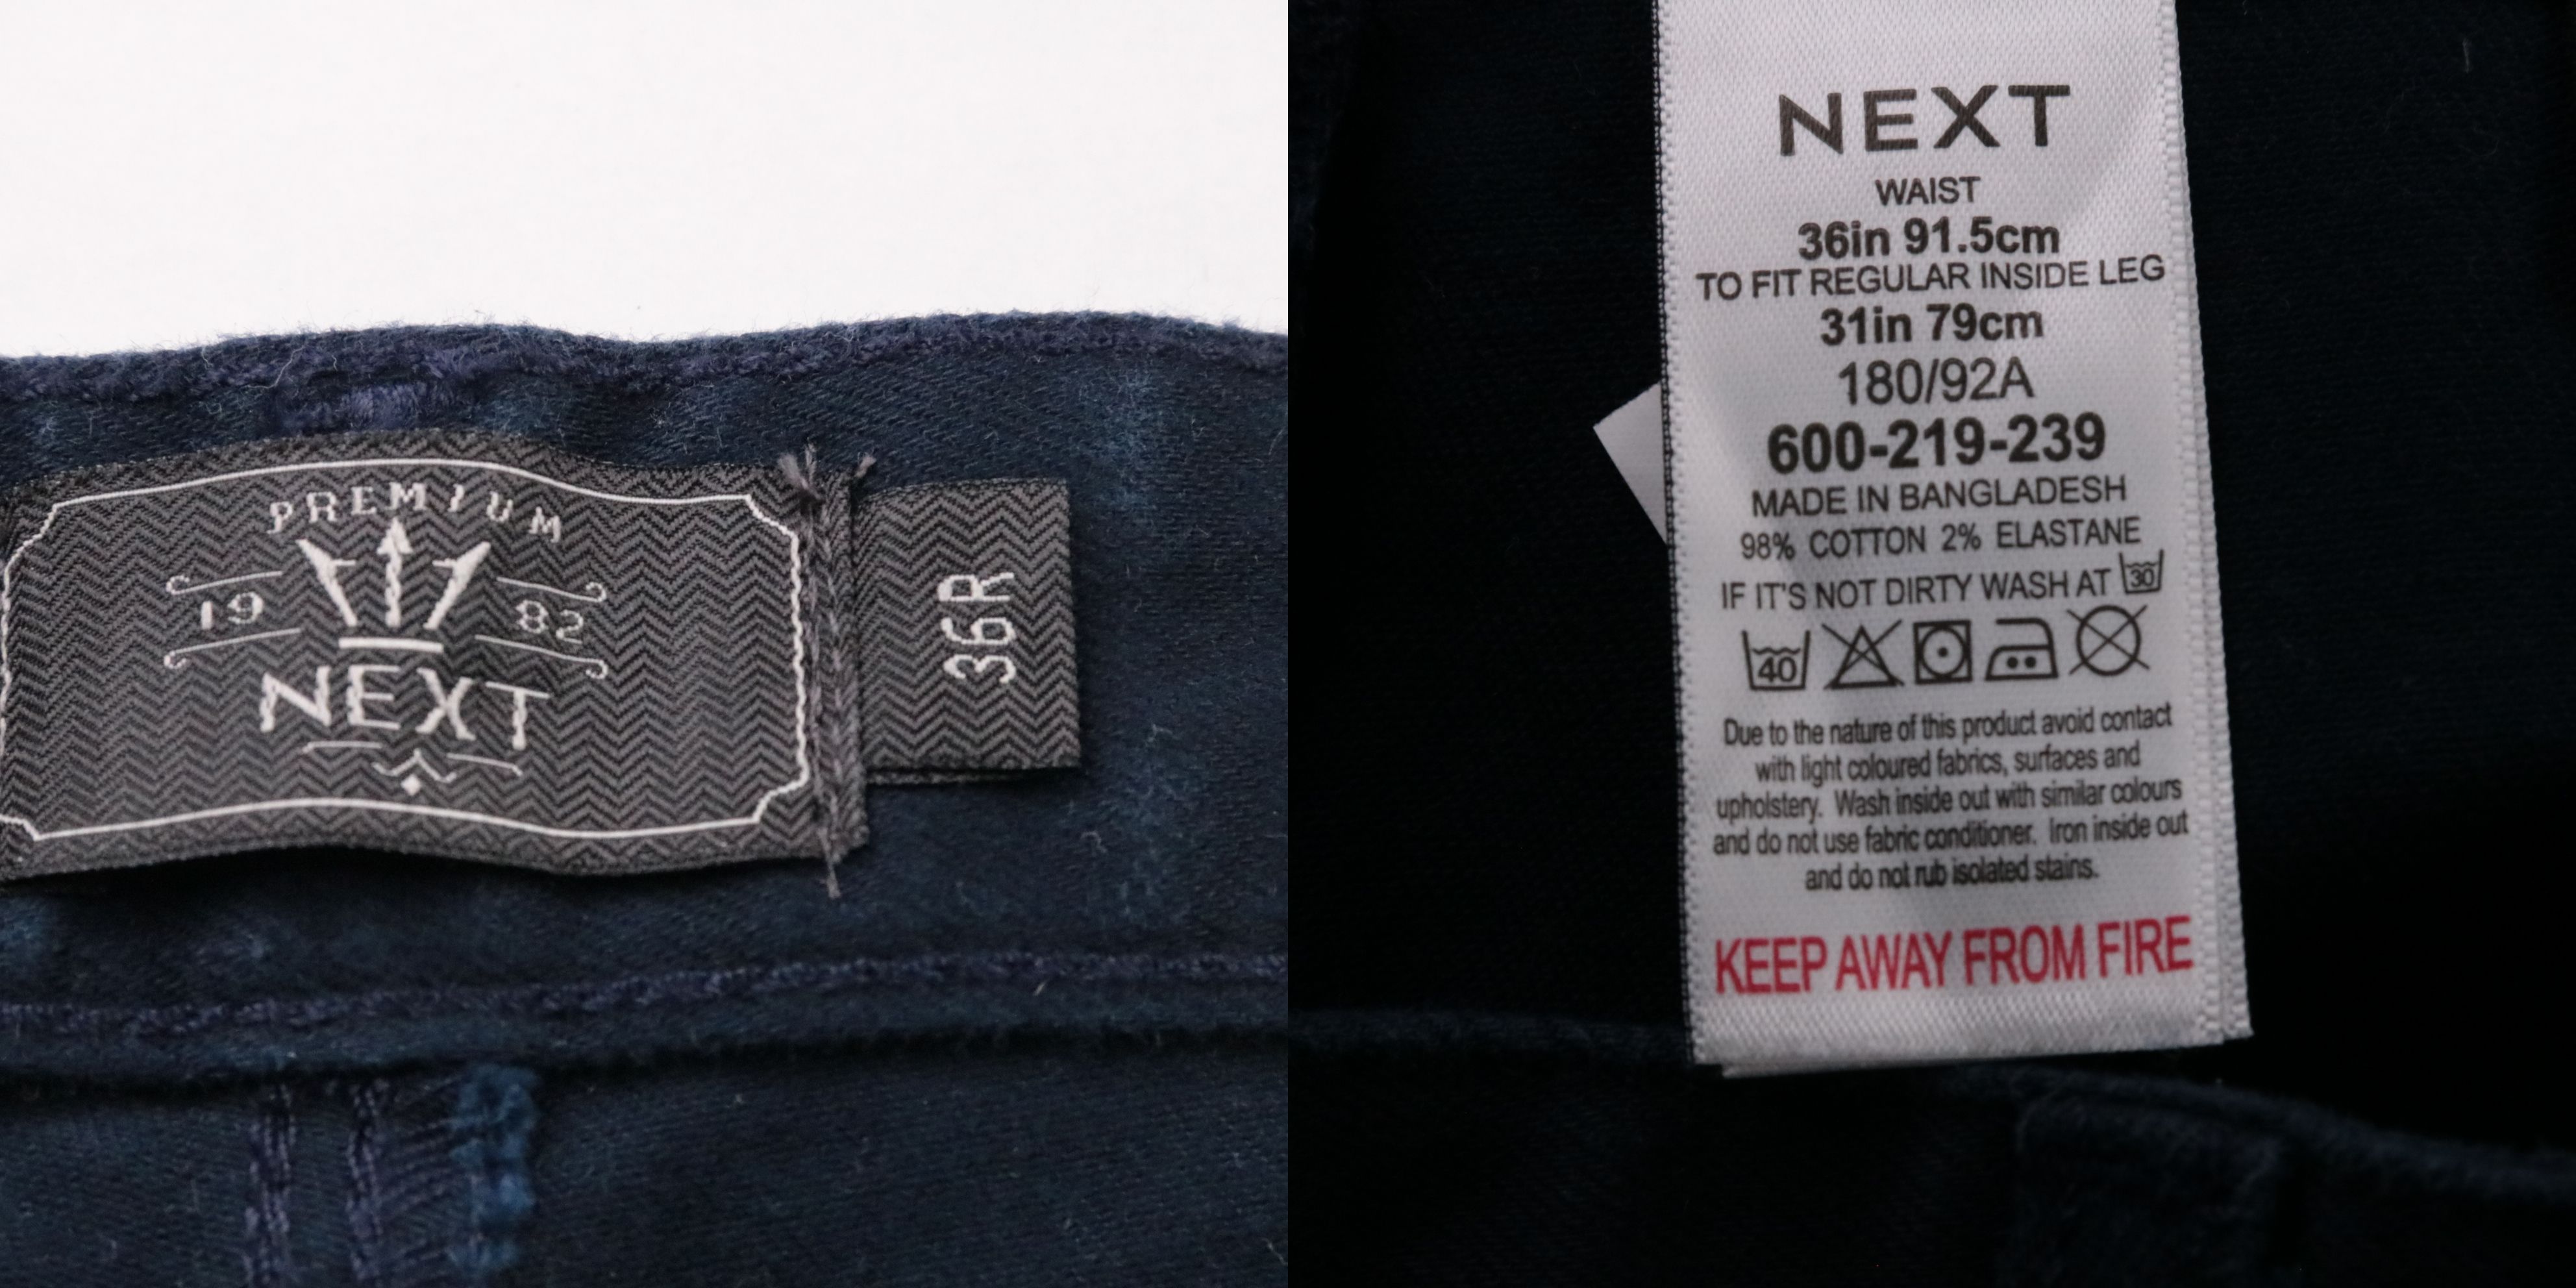 PREMIUM
19 82
NEXT
36R
NEXT
WAIST
36in 91.5cm
TO FIT REGULAR INSIDE LEG
31in 79cm
180/92A
600-219-239
MADE IN BANGLADESH
98% COTTON 2% ELASTANE
IF IT'S NOT DIRTY WASH AT 30
40
Due to the nature of this product avoid contact
with light coloured fabrics, surfaces and
upholstery. Wash inside out with similar colours
and do not use fabric conditioner. Iron inside out
and do not rub isolated stains.
KEEP AWAY FROM FIRE